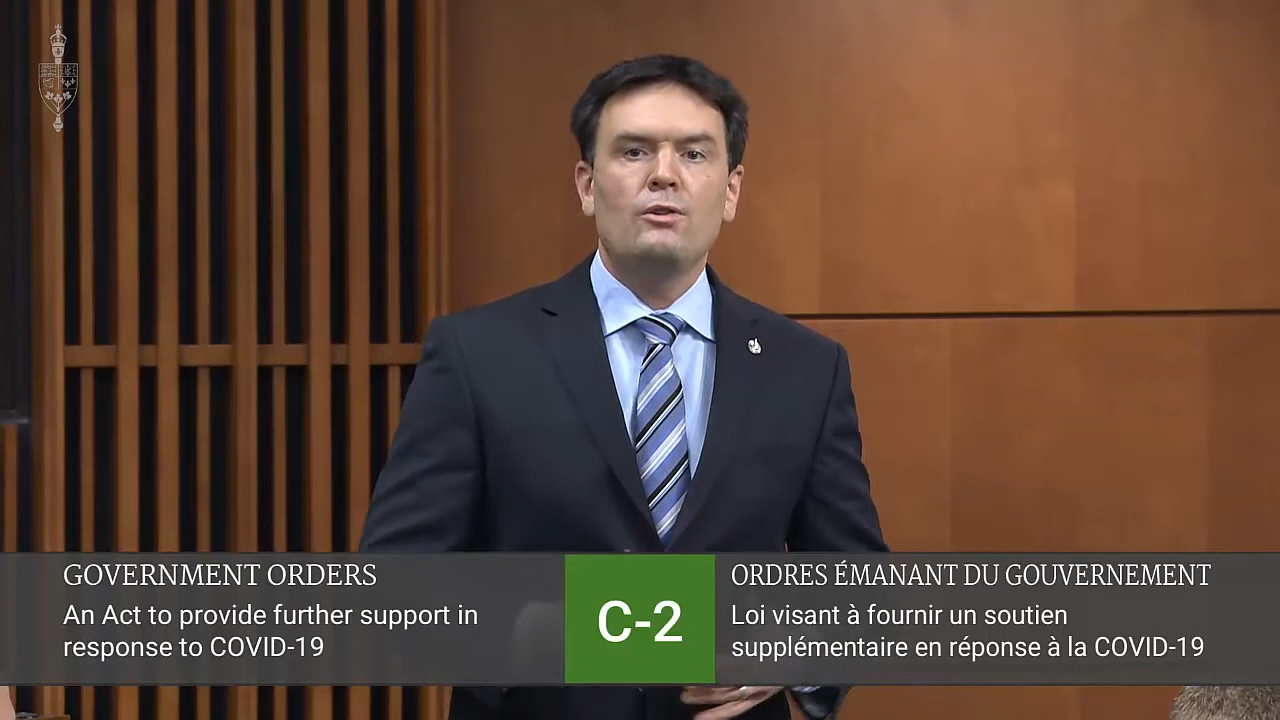 GOVERNMENT ORDERS
An Act to provide further support in
response to COVID-19
C-2
ORDRES ÉMANANT DU GOUVERNEMENT
Loi visant à fournir un soutien
supplémentaire en réponse à la COVID-19